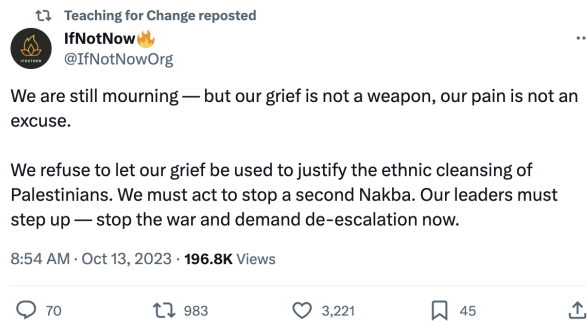 Teaching for Change reposted
IfNotNow🔥
@IfNotNowOrg
We are still mourning — but our grief is not a weapon, our pain is not an
excuse.
We refuse to let our grief be used to justify the ethnic cleansing of
Palestinians. We must act to stop a second Nakba. Our leaders must
step up — stop the war and demand de-escalation now.
8:54 AM · Oct 13, 2023 · 196.8K Views
70 983 3,221 45